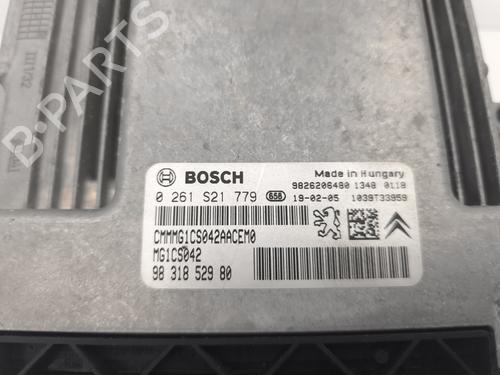 BOSCH
Made in Hungary
0 261 S21 779 65B
9826206480 1348 0118
19-02-05 1039T33959
CMMMG1CS042AACEM0
MG1CS042
98 318 529 80
B-PARTS